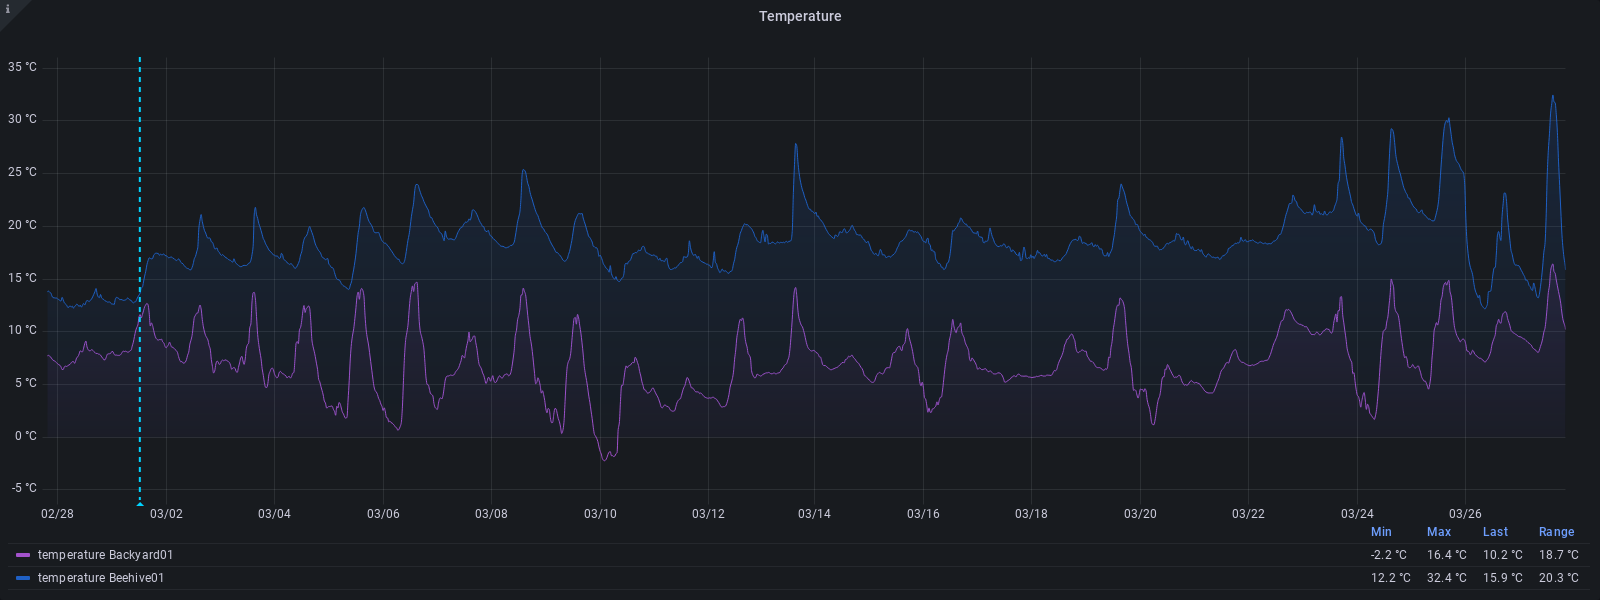 i
Temperature
35 °C
30 °C
25 °C
20 °C
15 °C
10 °C
5 °C
0 °C
-5 °C
02/28 03/02 03/04 03/06 03/08 03/10 03/12 03/14 03/16 03/18 03/20 03/22 03/24 03/26
Min Max Last Range
temperature Backyard01 -2.2 °C 16.4 °C 10.2 °C 18.7 °C
temperature Beehive01 12.2 °C 32.4 °C 15.9 °C 20.3 °C